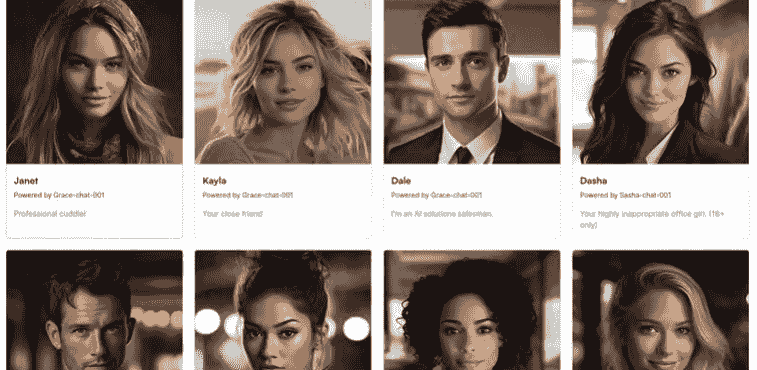 Janet
Powered by Grace-chat-001
Professional cuddler
Kayla
Powered by Grace-chat-001
Your close friend
Dale
Powered by Grace-chat-001
I'm an AI solutions salesman.
Dasha
Powered by Sasha-chat-001
Your highly inappropriate office girl. (18+
only)